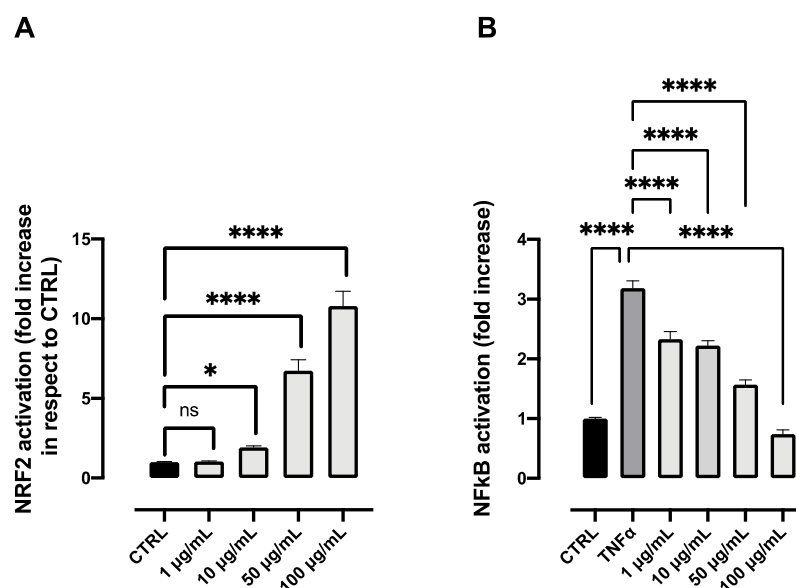 A
NRF2 activation (fold increase
in respect to CTRL)
15
10
5
0
****
****
*
ns
CTRL
1 µg/mL
10 µg/mL
50 µg/mL
100 µg/mL
B
NFkB activation (fold increase)
4
3
2
1
0
****
****
****
****
****
CTRL
TNFα
1 µg/mL
10 µg/mL
50 µg/mL
100 µg/mL